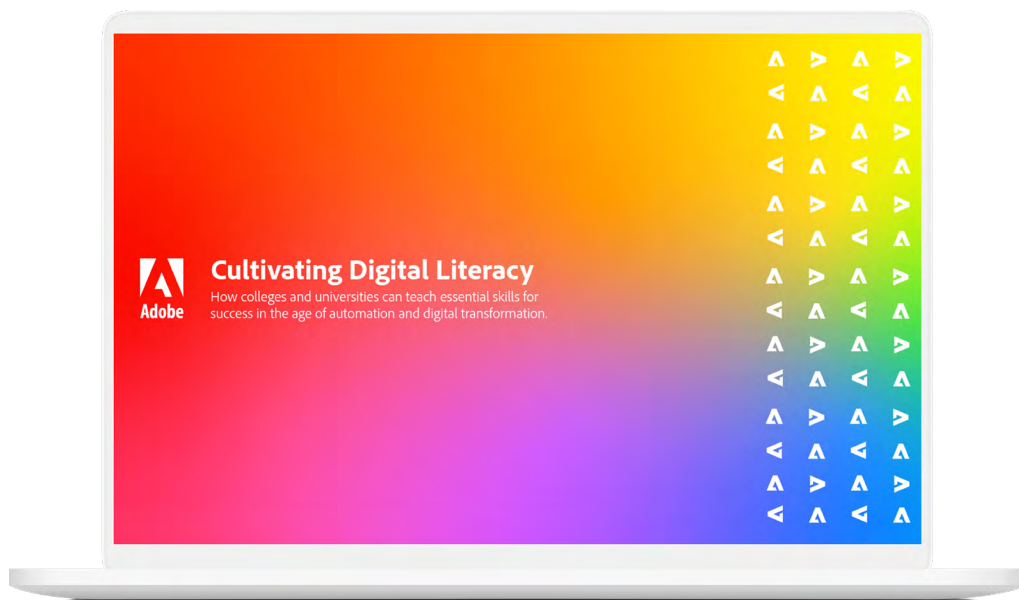 Cultivating Digital Literacy
How colleges and universities can teach essential skills for
success in the age of automation and digital transformation.
Adobe